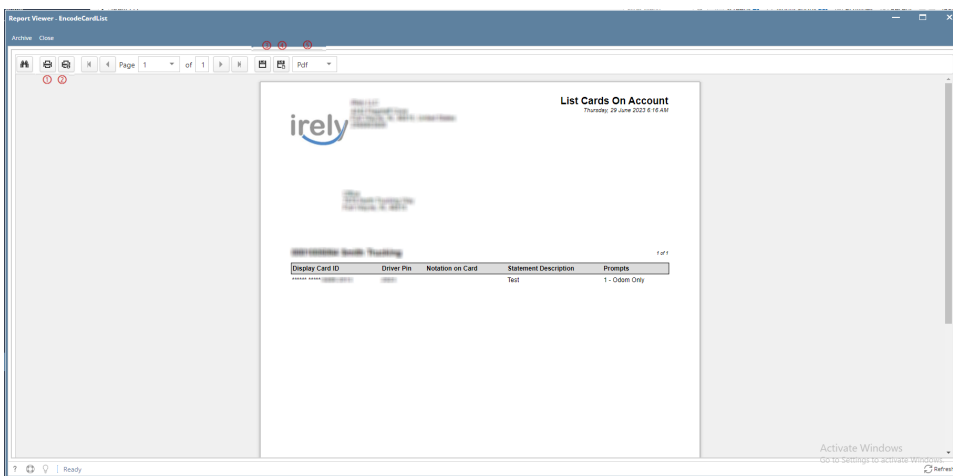 Report Viewer - EncodeCardList
Archive Close
③ ④ ⑤
Page 1 of 1 Pdf
① ②
irely
List Cards On Account
Thursday, 29 June 2023 6:16 AM
Smith Trucking
1 of 1
Display Card ID Driver Pin Notation on Card Statement Description Prompts
****** ***** Test 1 - Odom Only
Activate Windows
Go to Settings to activate Windows.
? Ready Refresh